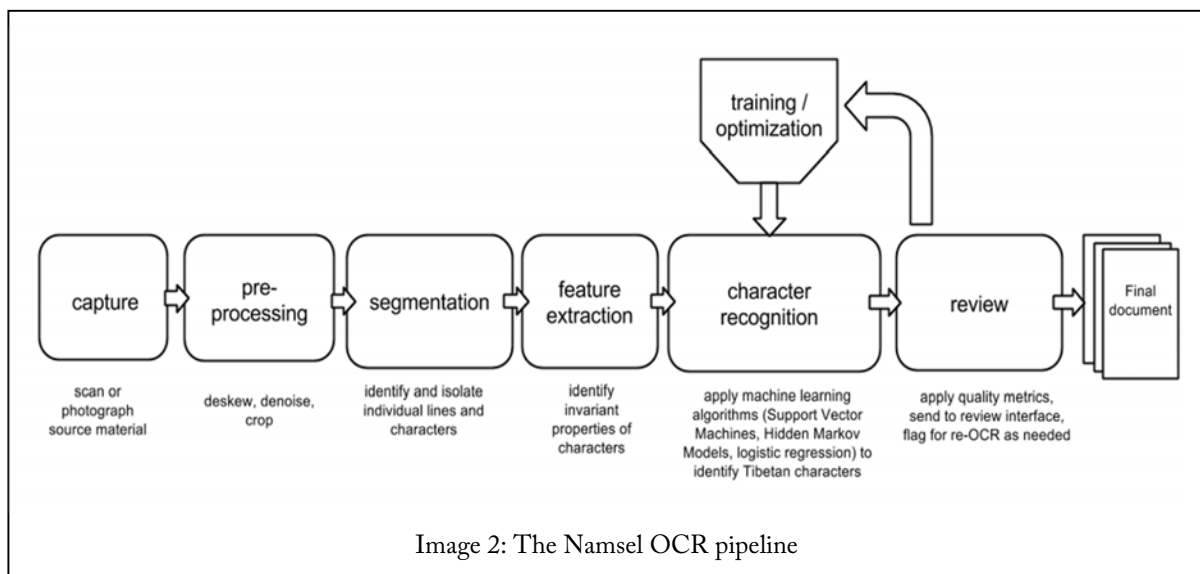 training /
optimization
capture
pre-
processing
segmentation
feature
extraction
character
recognition
review
Final
document
scan or
photograph
source material
deskew, denoise,
crop
identify and isolate
individual lines and
characters
identify
invariant
properties of
characters
apply machine learning
algorithms (Support Vector
Machines, Hidden Markov
Models, logistic regression) to
identify Tibetan characters
apply quality metrics,
send to review interface,
flag for re-OCR as needed
Image 2: The Namsel OCR pipeline